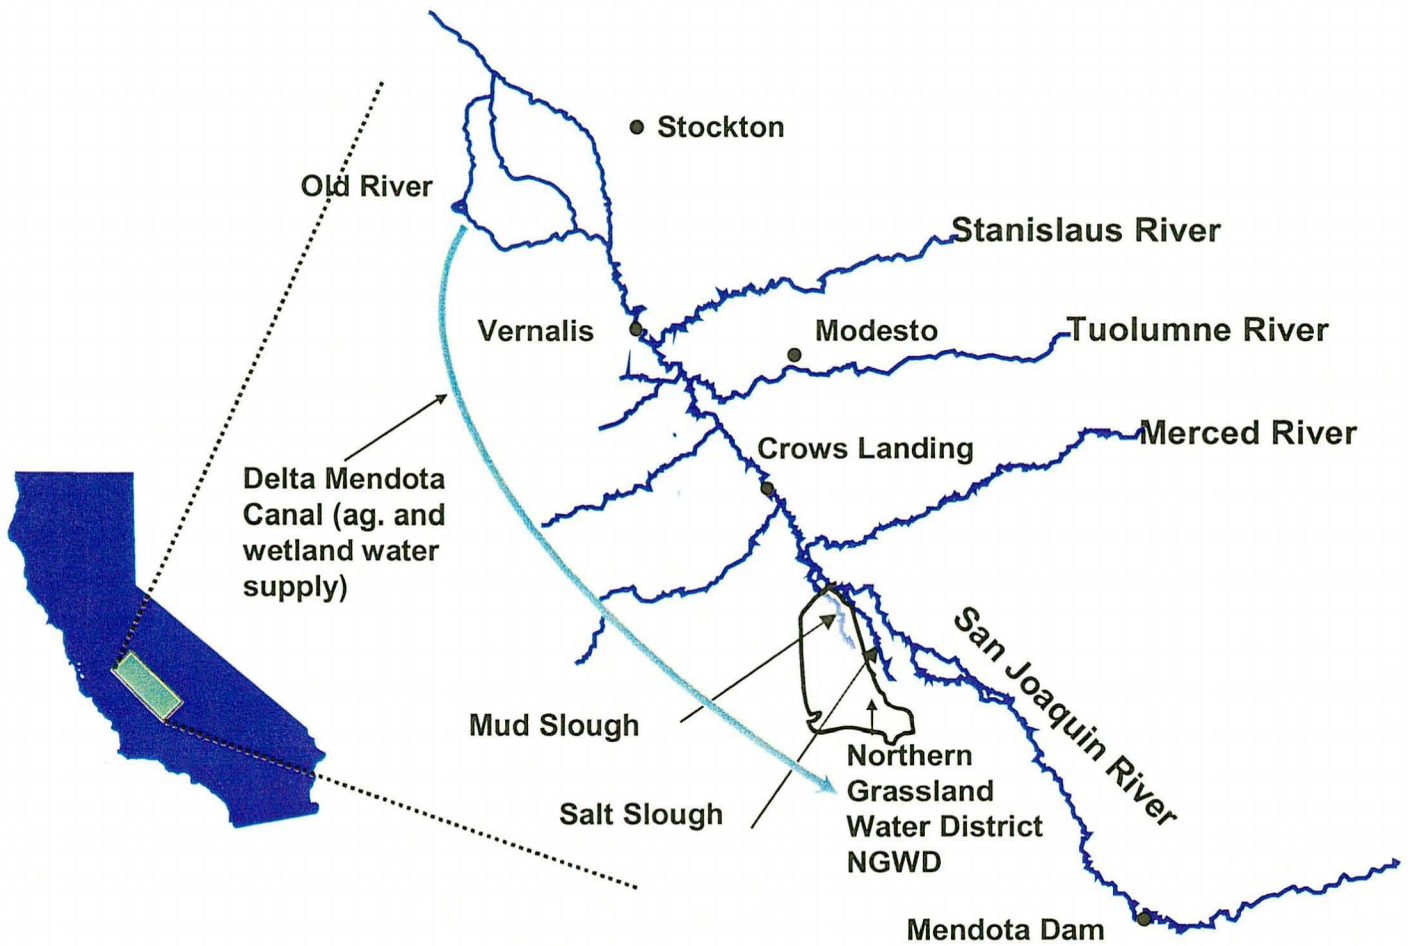 Stockton
Old River
Stanislaus River
Vernalis
Modesto
Tuolumne River
Crows Landing
Merced River
Delta Mendota
Canal (ag. and
wetland water
supply)
San Joaquin River
Mud Slough
Salt Slough
Northern
Grassland
Water District
NGWD
Mendota Dam